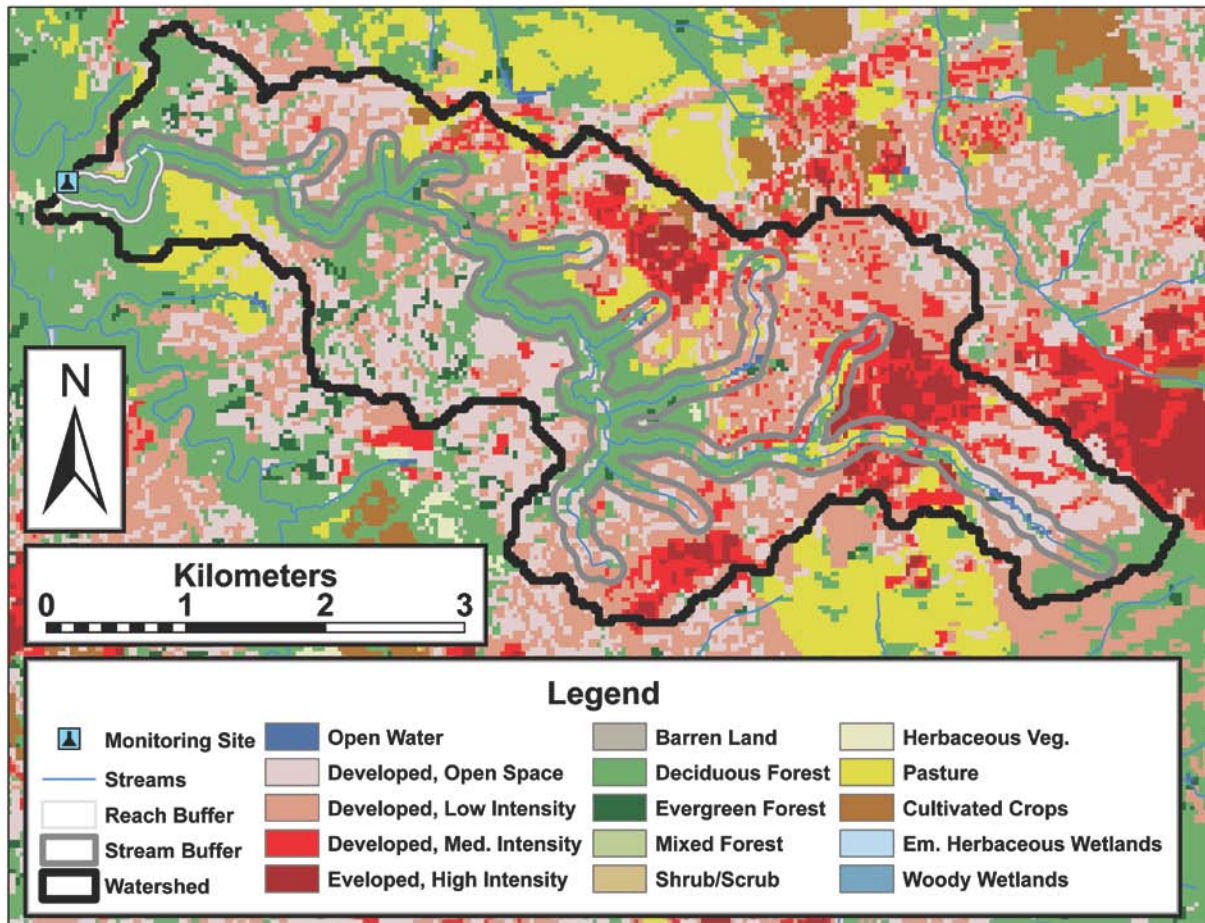 N
Kilometers
0 1 2 3
Legend
Monitoring Site
Streams
Reach Buffer
Stream Buffer
Watershed
Open Water
Developed, Open Space
Developed, Low Intensity
Developed, Med. Intensity
Eveloped, High Intensity
Barren Land
Deciduous Forest
Evergreen Forest
Mixed Forest
Shrub/Scrub
Herbaceous Veg.
Pasture
Cultivated Crops
Em. Herbaceous Wetlands
Woody Wetlands